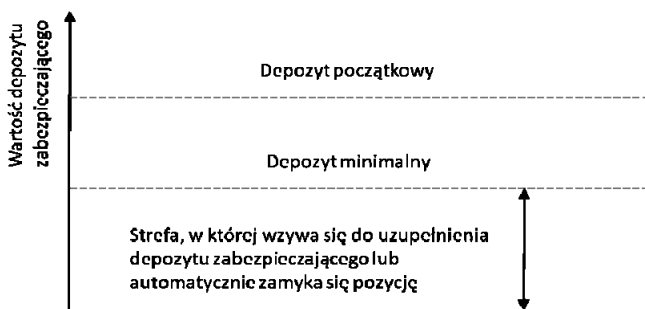 Wartość depozytu
zabezpieczającego
Depozyt początkowy
Depozyt minimalny
Strefa, w której wzywa się do uzupełnienia
depozytu zabezpieczającego lub
automatycznie zamyka się pozycję